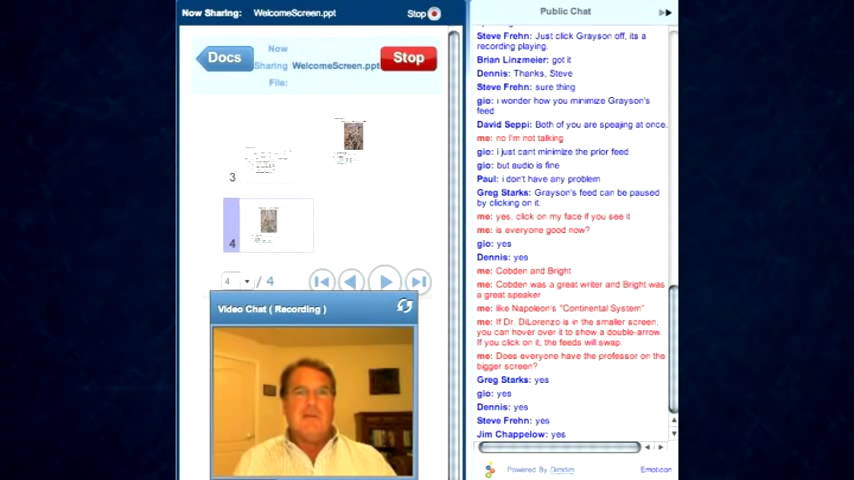 Now Sharing: WelcomeScreen.ppt Stop
Docs
Now
Sharing WelcomeScreen.ppt
File:
Stop
3
4
4 / 4
Video Chat ( Recording )
Public Chat
Steve Frehn: Just click Grayson off, its a
recording playing.
Brian Linzmeier: got it
Dennis: Thanks, Steve
Steve Frehn: sure thing
gio: i wonder how you minimize Grayson's
feed
David Seppi: Both of you are speajing at once.
me: no I'm not talking
gio: i just cant minimize the prior feed
gio: but audio is fine
Paul: i don't have any problem
Greg Starks: Grayson's feed can be paused
by clicking on it.
me: yes, click on my face if you see it
me: is everyone good now?
gio: yes
Dennis: yes
me: Cobden and Bright
me: Cobden was a great writer and Bright was
a great speaker
me: like Napoleon's "Continental System"
me: If Dr. DiLorenzo is in the smaller screen,
you can hover over it to show a double-arrow.
If you click on it, the feeds will swap.
me: Does everyone have the professor on the
bigger screen?
Greg Starks: yes
gio: yes
Dennis: yes
Steve Frehn: yes
Jim Chappelow: yes
Powered By Dimdim
Emoticon